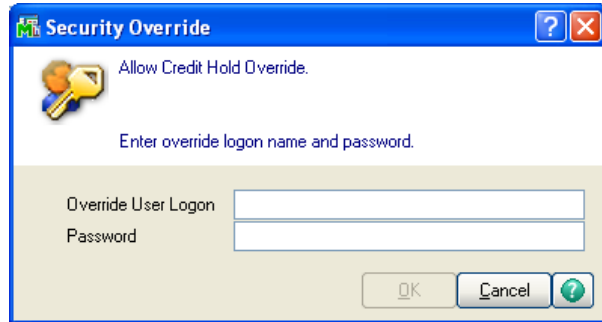 Security Override
Allow Credit Hold Override.
Enter override logon name and password.
Override User Logon
Password
OK Cancel